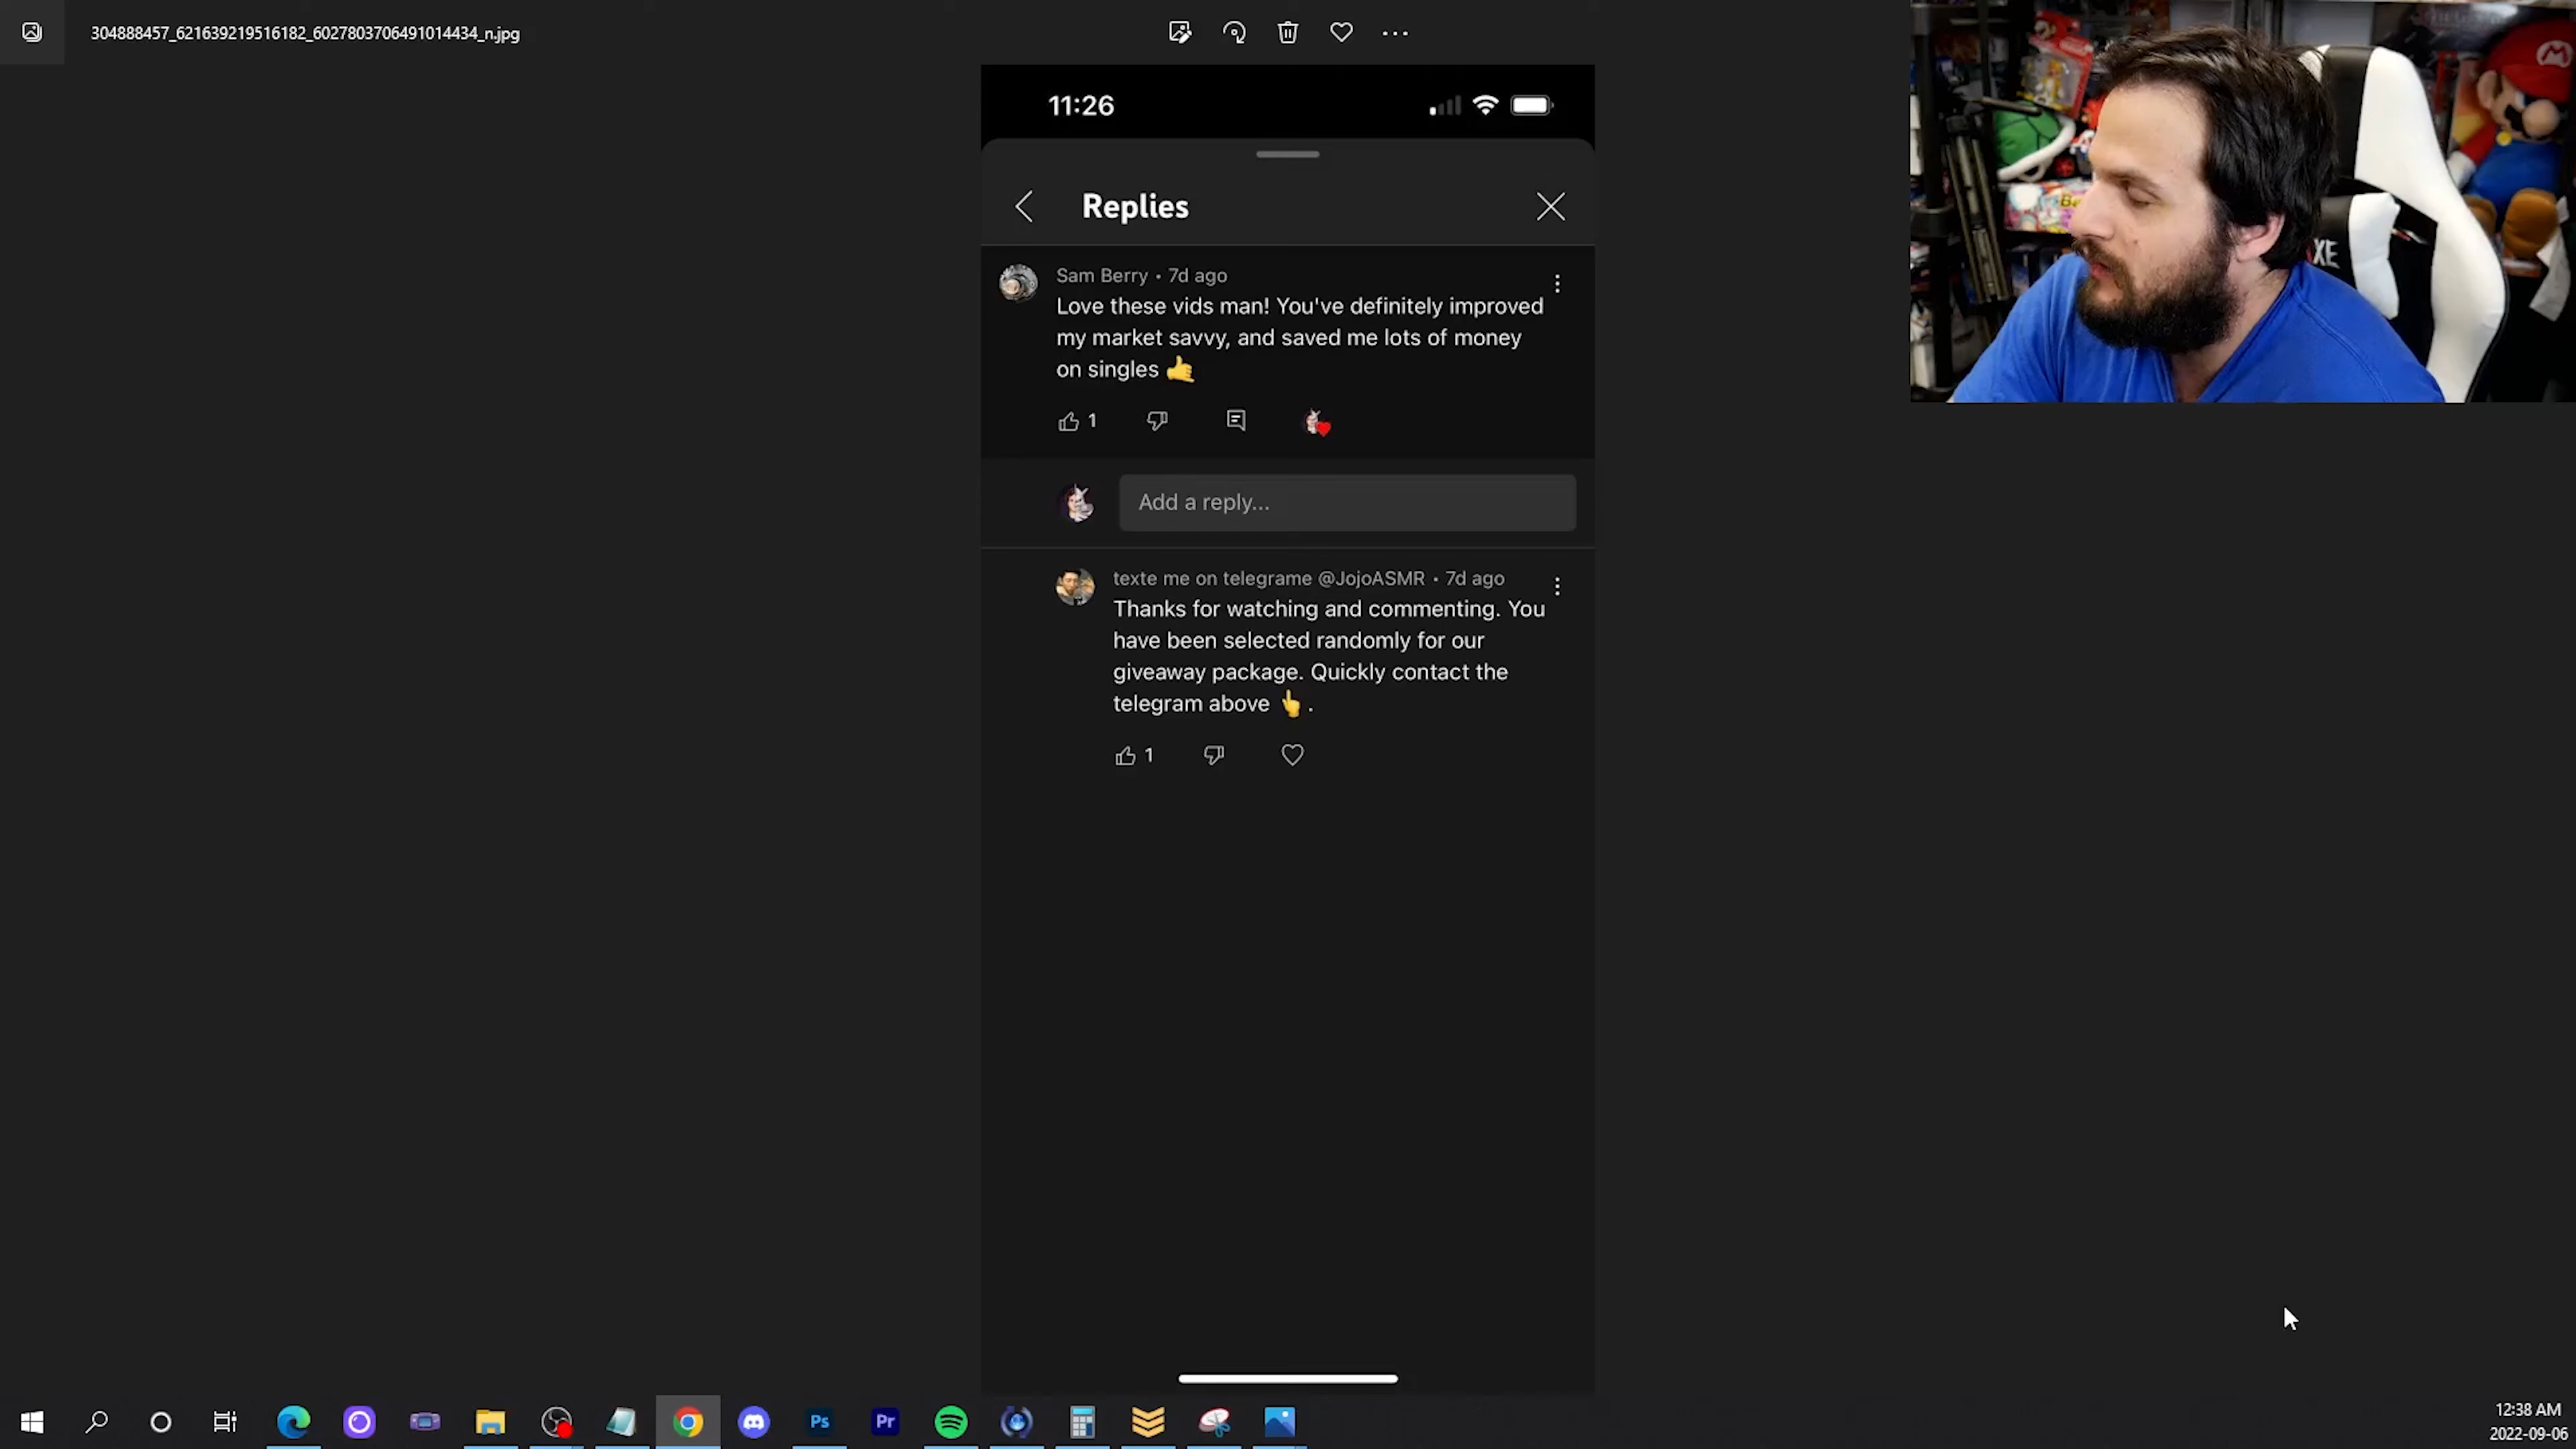 304888457_621639219516182_6027803706491014434_n.jpg
11:26
Replies
Sam Berry • 7d ago
Love these vids man! You've definitely improved
my market savvy, and saved me lots of money
on singles 🤙
1
Add a reply...
texte me on telegrame @JojoASMR • 7d ago
Thanks for watching and commenting. You
have been selected randomly for our
giveaway package. Quickly contact the
telegram above 👆.
1
XE
M
Ps
Pr
12:38 AM
2022-09-06